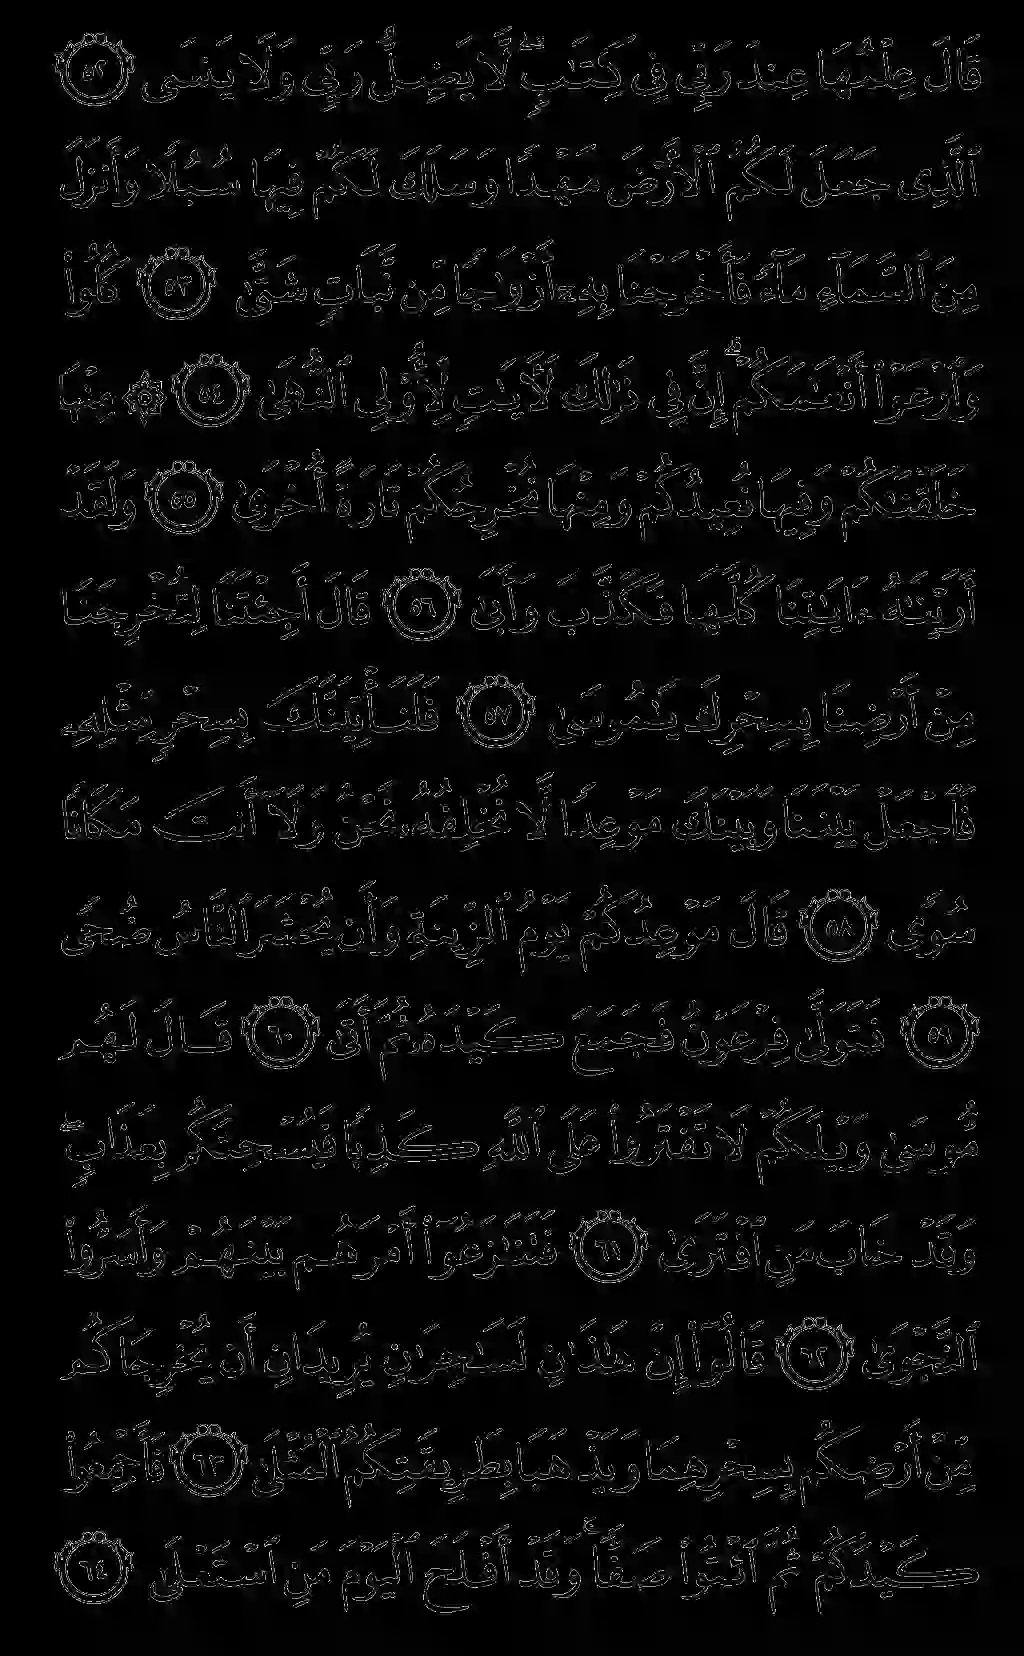 قَالَ عِلْمُهَا عِندَ رَبِّي فِي كِتَٰبٍۖ لَّا يَضِلُّ رَبِّي وَلَا يَنسَى ٥٢
ٱلَّذِي جَعَلَ لَكُمُ ٱلْأَرْضَ مَهْدًا وَسَلَكَ لَكُمْ فِيهَا سُبُلًا وَأَنزَلَ
مِنَ ٱلسَّمَآءِ مَآءً فَأَخْرَجْنَا بِهِۦٓ أَزْوَٰجًا مِّن نَّبَاتٍ شَتَّىٰ ٥٣ كُلُوا۟
وَٱرْعَوْا۟ أَنْعَٰمَكُمْۗ إِنَّ فِي ذَٰلِكَ لَأٓيَٰتٍ لِّأُو۟لِي ٱلنُّهَىٰ ٥٤ ۞ مِنْهَا
خَلَقْنَٰكُمْ وَفِيهَا نُعِيدُكُمْ وَمِنْهَا نُخْرِجُكُمْ تَارَةً أُخْرَىٰ ٥٥ وَلَقَدْ
أَرَيْنَٰهُ ءَايَٰتِنَا كُلَّهَا فَكَذَّبَ وَأَبَىٰ ٥٦ قَالَ أَجِئْتَنَا لِتُخْرِجَنَا
مِنْ أَرْضِنَا بِسِحْرِكَ يَٰمُوسَىٰ ٥٧ فَلَنَأْتِيَنَّكَ بِسِحْرٍ مِّثْلِهِۦ
فَٱجْعَلْ بَيْنَنَا وَبَيْنَكَ مَوْعِدًا لَّا نُخْلِفُهُۥ نَحْنُ وَلَآ أَنتَ مَكَانًا
سُوًى ٥٨ قَالَ مَوْعِدُكُمْ يَوْمُ ٱلزِّينَةِ وَأَن يُحْشَرَ ٱلنَّاسُ ضُحًى
٥٩ فَتَوَلَّىٰ فِرْعَوْنُ فَجَمَعَ كَيْدَهُۥ ثُمَّ أَتَىٰ ٦٠ قَالَ لَهُم
مُّوسَىٰ وَيْلَكُمْ لَا تَفْتَرُوا۟ عَلَى ٱللَّهِ كَذِبًا فَيُسْحِتَكُم بِعَذَابٍۖ
وَقَدْ خَابَ مَنِ ٱفْتَرَىٰ ٦١ فَتَنَٰزَعُوٓا۟ أَمْرَهُم بَيْنَهُمْ وَأَسَرُّوا۟
ٱلنَّجْوَىٰ ٦٢ قَالُوٓا۟ إِنْ هَٰذَٰنِ لَسَٰحِرَٰنِ يُرِيدَانِ أَن يُخْرِجَاكُم
مِّنْ أَرْضِكُم بِسِحْرِهِمَا وَيَذْهَبَا بِطَرِيقَتِكُمُ ٱلْمُثْلَىٰ ٦٣ فَأَجْمِعُوا۟
كَيْدَكُمْ ثُمَّ ٱئْتُوا۟ صَفًّاۚ وَقَدْ أَفْلَحَ ٱلْيَوْمَ مَنِ ٱسْتَعْلَىٰ ٦٤